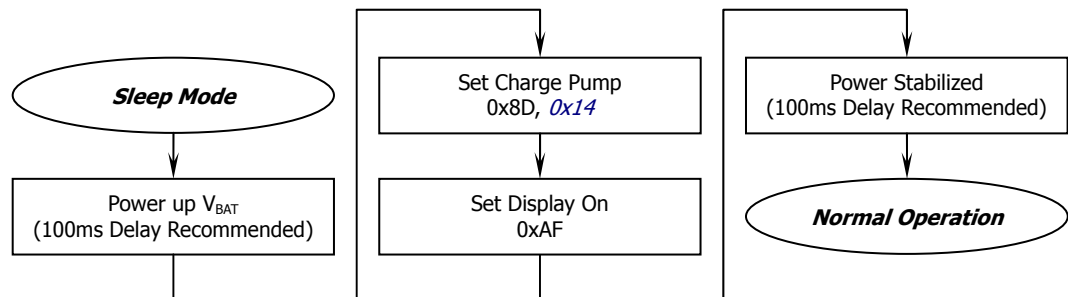 Sleep Mode
Power up VBAT
(100ms Delay Recommended)
Set Charge Pump
0x8D, 0x14
Set Display On
0xAF
Power Stabilized
(100ms Delay Recommended)
Normal Operation